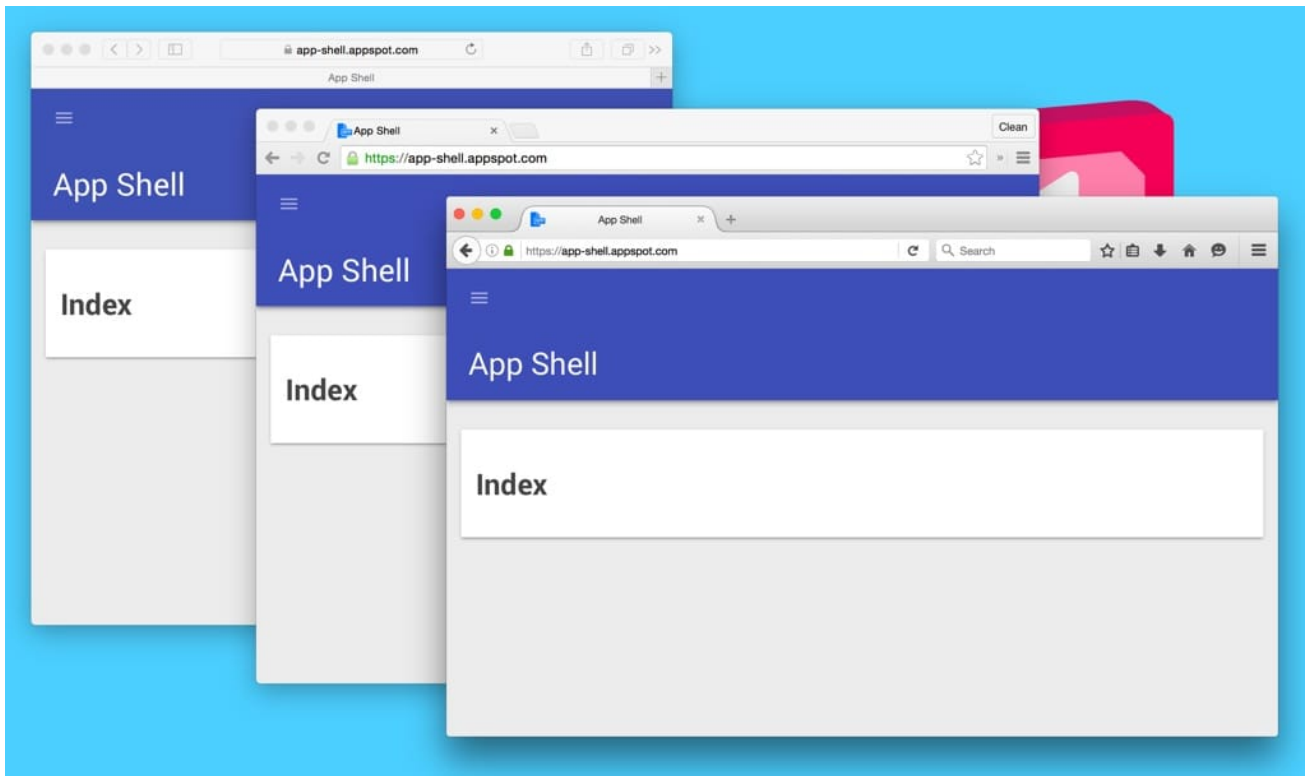 app-shell.appspot.com
App Shell
App Shell
Index
App Shell
Clean
https://app-shell.appspot.com
App Shell
Index
App Shell
https://app-shell.appspot.com Search
App Shell
Index